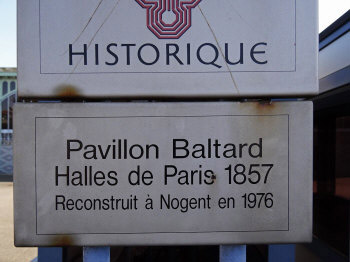 HISTORIQUE
Pavillon Baltard
Halles de Paris 1857
Reconstruit à Nogent en 1976